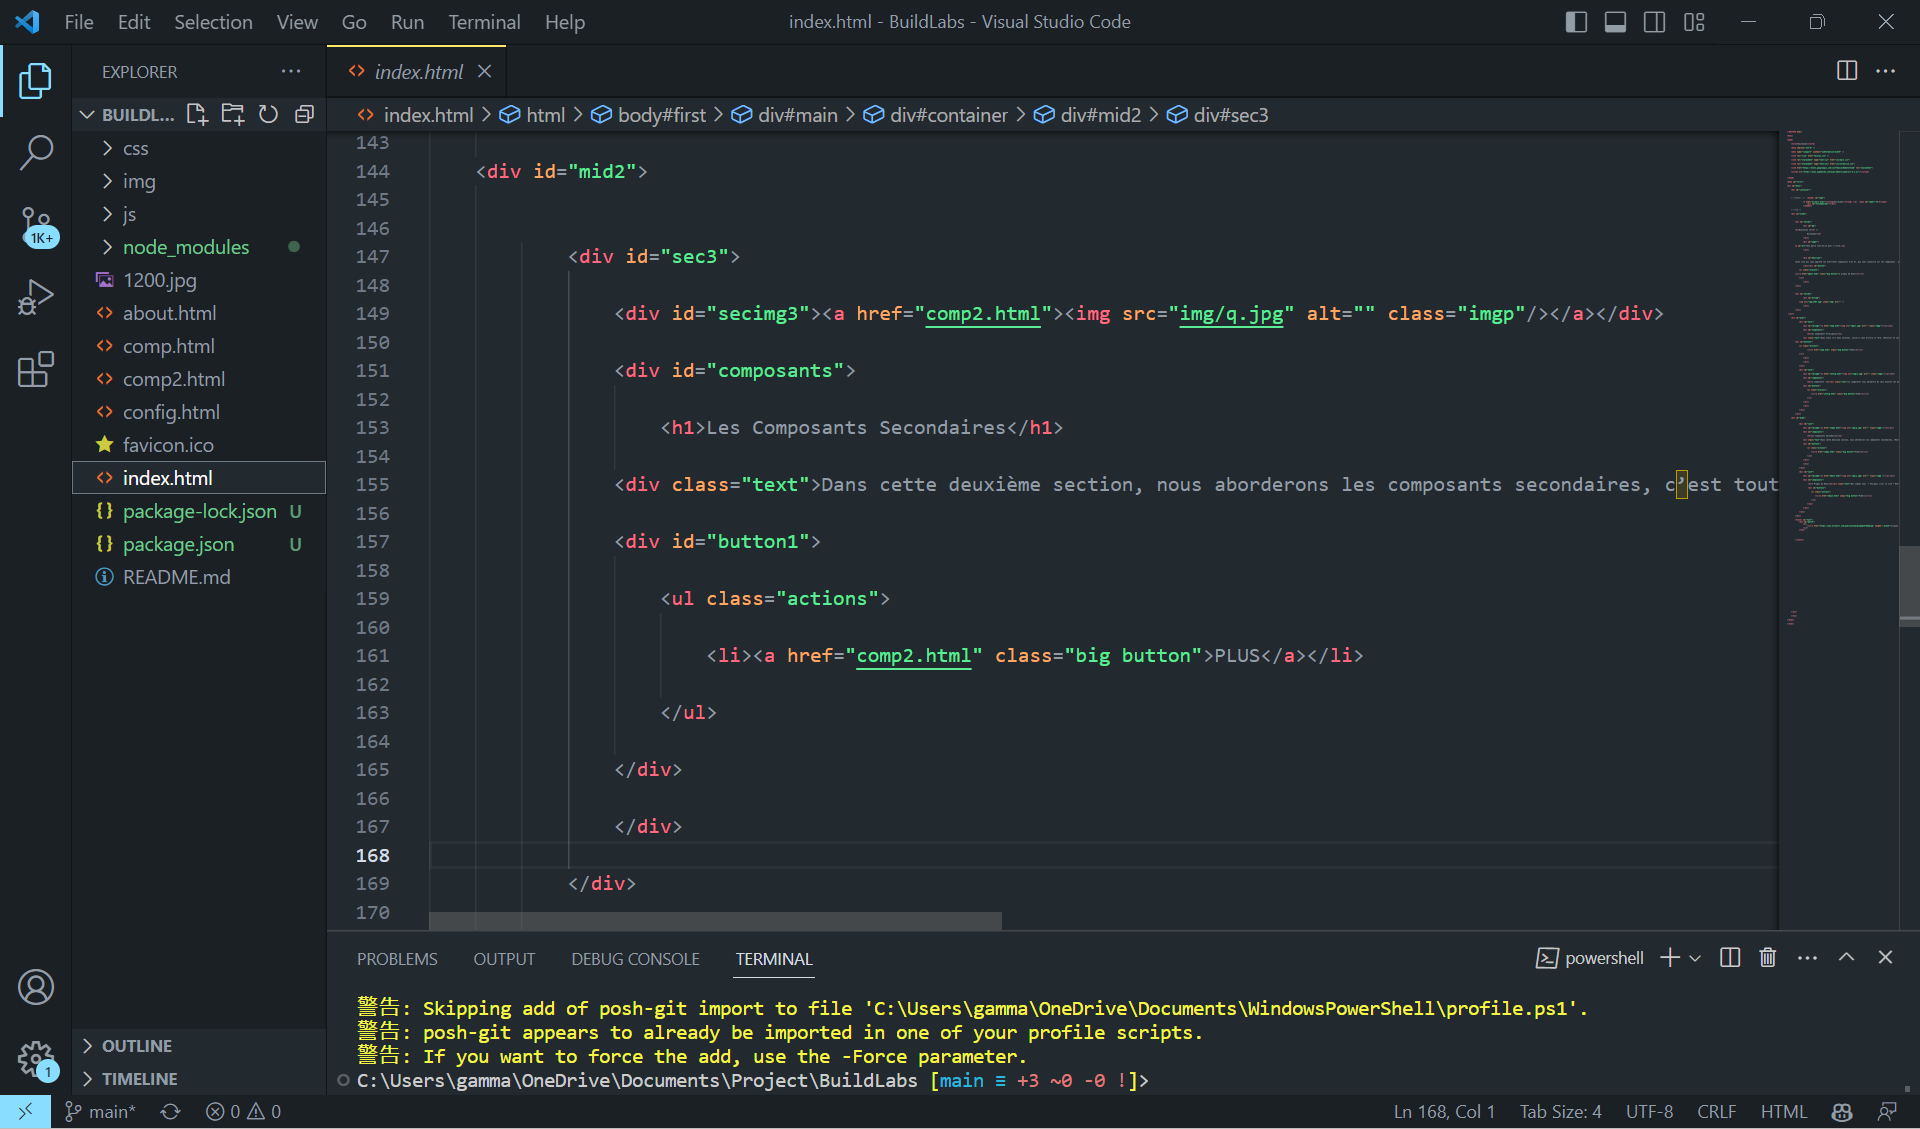 File Edit Selection View Go Run Terminal Help
index.html - BuildLabs - Visual Studio Code
EXPLORER
BUILDL...
css
img
js
node_modules
1200.jpg
about.html
comp.html
comp2.html
config.html
favicon.ico
index.html
package-lock.json U
package.json U
README.md
OUTLINE
TIMELINE
1K+
1
index.html
index.html > html > body#first > div#main > div#container > div#mid2 > div#sec3
143
144 <div id="mid2">
145
146
147 <div id="sec3">
148
149 <div id="secimg3"><a href="comp2.html"><img src="img/q.jpg" alt="" class="imgp"/></a></div>
150
151 <div id="composants">
152
153 <h1>Les Composants Secondaires</h1>
154
155 <div class="text">Dans cette deuxième section, nous aborderons les composants secondaires, c’est tout
156
157 <div id="button1">
158
159 <ul class="actions">
160
161 <li><a href="comp2.html" class="big button">PLUS</a></li>
162
163 </ul>
164
165 </div>
166
167 </div>
168
169 </div>
170
PROBLEMS OUTPUT DEBUG CONSOLE TERMINAL
powershell
警告: Skipping add of posh-git import to file 'C:\Users\gamma\OneDrive\Documents\WindowsPowerShell\profile.ps1'.
警告: posh-git appears to already be imported in one of your profile scripts.
警告: If you want to force the add, use the -Force parameter.
C:\Users\gamma\OneDrive\Documents\Project\BuildLabs [main ≡ +3 ~0 -0 !]>
main* 0 0
Ln 168, Col 1 Tab Size: 4 UTF-8 CRLF HTML